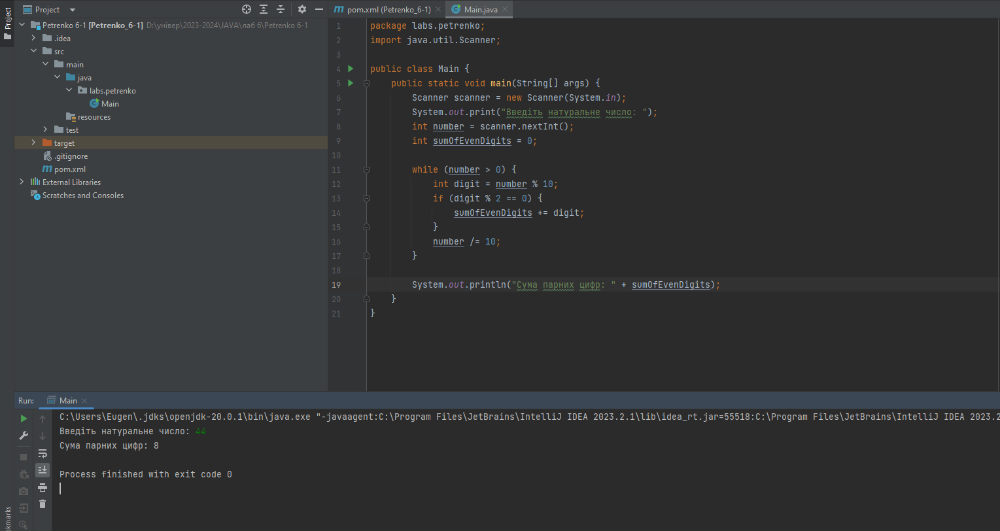 Project
Project
Petrenko 6-1 [Petrenko_6-1] D:\універ\2023-2024\JAVA\лаб 6\Petrenko 6-1
.idea
src
main
java
labs.petrenko
Main
resources
test
target
.gitignore
pom.xml
External Libraries
Scratches and Consoles
pom.xml (Petrenko_6-1) Main.java
1 package labs.petrenko;
2 import java.util.Scanner;
3
4 public class Main {
5 public static void main(String[] args) {
6 Scanner scanner = new Scanner(System.in);
7 System.out.print("Введіть натуральне число: ");
8 int number = scanner.nextInt();
9 int sumOfEvenDigits = 0;
10
11 while (number > 0) {
12 int digit = number % 10;
13 if (digit % 2 == 0) {
14 sumOfEvenDigits += digit;
15 }
16 number /= 10;
17 }
18
19 System.out.println("Сума парних цифр: " + sumOfEvenDigits);
20 }
21 }
Run: Main
C:\Users\Eugen\.jdks\openjdk-20.0.1\bin\java.exe "-javaagent:C:\Program Files\JetBrains\IntelliJ IDEA 2023.2.1\lib\idea_rt.jar=55518:C:\Program Files\JetBrains\IntelliJ IDEA 2023.2
Введіть натуральне число: 44
Сума парних цифр: 8
Process finished with exit code 0